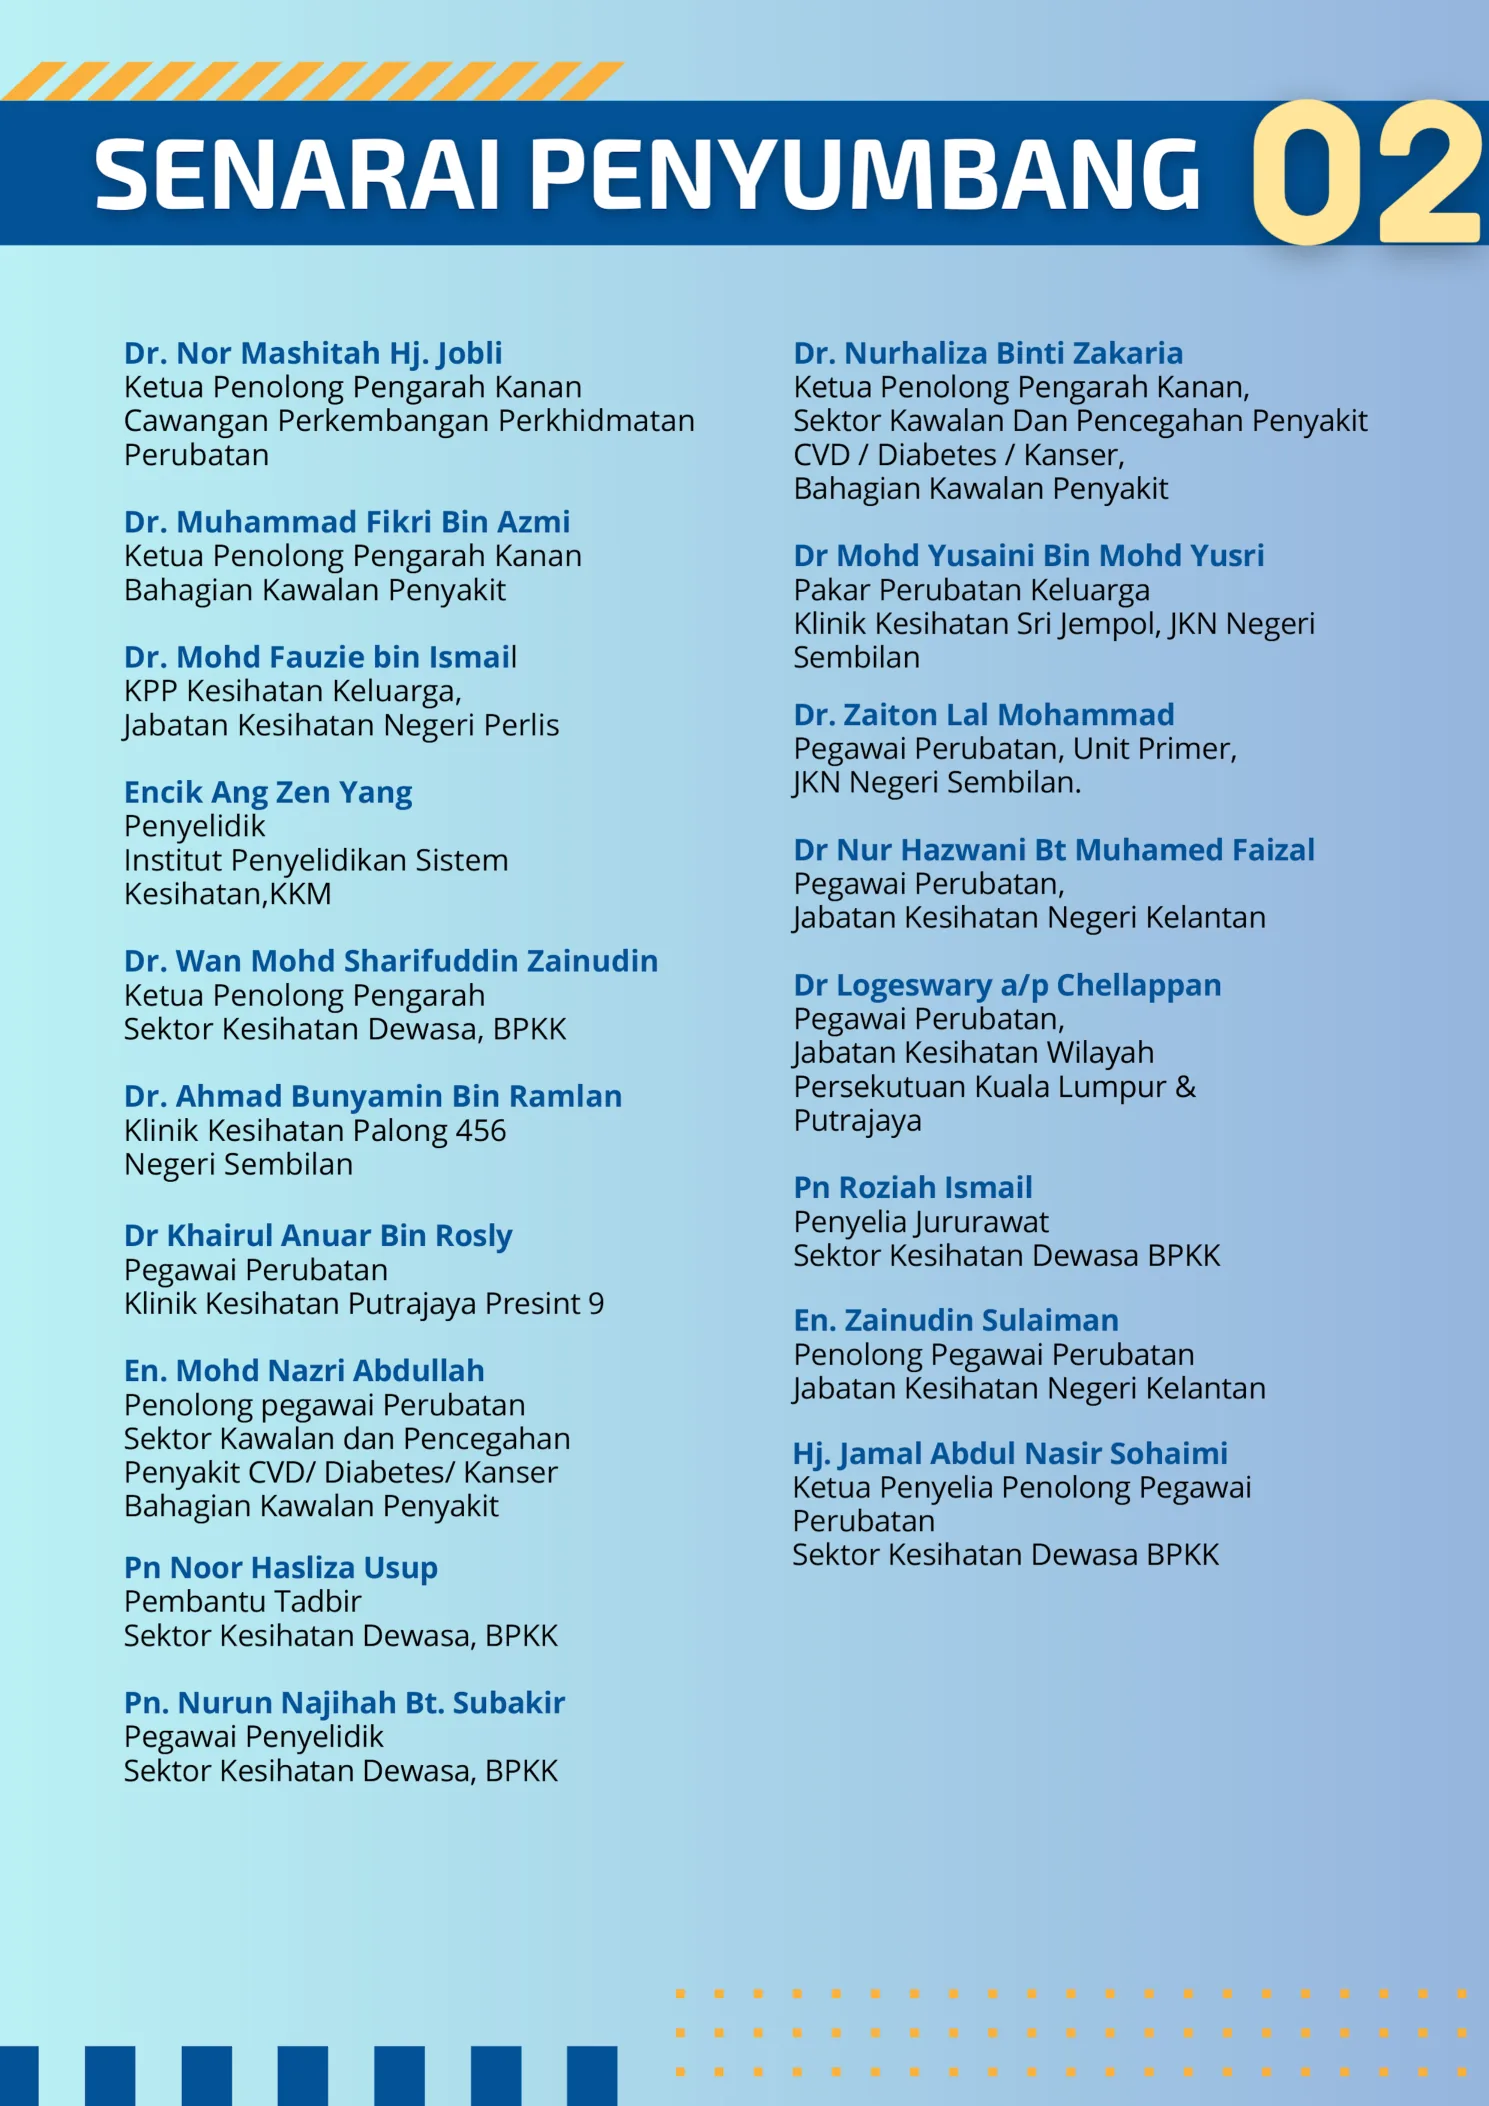 SENARAI PENYUMBANG 02
Dr. Nor Mashitah Hj. Jobli
Ketua Penolong Pengarah Kanan
Cawangan Perkembangan Perkhidmatan
Perubatan
Dr. Muhammad Fikri Bin Azmi
Ketua Penolong Pengarah Kanan
Bahagian Kawalan Penyakit
Dr. Mohd Fauzie bin Ismail
KPP Kesihatan Keluarga,
Jabatan Kesihatan Negeri Perlis
Encik Ang Zen Yang
Penyelidik
Institut Penyelidikan Sistem
Kesihatan,KKM
Dr. Wan Mohd Sharifuddin Zainudin
Ketua Penolong Pengarah
Sektor Kesihatan Dewasa, BPKK
Dr. Ahmad Bunyamin Bin Ramlan
Klinik Kesihatan Palong 456
Negeri Sembilan
Dr Khairul Anuar Bin Rosly
Pegawai Perubatan
Klinik Kesihatan Putrajaya Presint 9
En. Mohd Nazri Abdullah
Penolong pegawai Perubatan
Sektor Kawalan dan Pencegahan
Penyakit CVD/ Diabetes/ Kanser
Bahagian Kawalan Penyakit
Pn Noor Hasliza Usup
Pembantu Tadbir
Sektor Kesihatan Dewasa, BPKK
Pn. Nurun Najihah Bt. Subakir
Pegawai Penyelidik
Sektor Kesihatan Dewasa, BPKK
Dr. Nurhaliza Binti Zakaria
Ketua Penolong Pengarah Kanan,
Sektor Kawalan Dan Pencegahan Penyakit
CVD / Diabetes / Kanser,
Bahagian Kawalan Penyakit
Dr Mohd Yusaini Bin Mohd Yusri
Pakar Perubatan Keluarga
Klinik Kesihatan Sri Jempol, JKN Negeri
Sembilan
Dr. Zaiton Lal Mohammad
Pegawai Perubatan, Unit Primer,
JKN Negeri Sembilan.
Dr Nur Hazwani Bt Muhamed Faizal
Pegawai Perubatan,
Jabatan Kesihatan Negeri Kelantan
Dr Logeswary a/p Chellappan
Pegawai Perubatan,
Jabatan Kesihatan Wilayah
Persekutuan Kuala Lumpur &
Putrajaya
Pn Roziah Ismail
Penyelia Jururawat
Sektor Kesihatan Dewasa BPKK
En. Zainudin Sulaiman
Penolong Pegawai Perubatan
Jabatan Kesihatan Negeri Kelantan
Hj. Jamal Abdul Nasir Sohaimi
Ketua Penyelia Penolong Pegawai
Perubatan
Sektor Kesihatan Dewasa BPKK